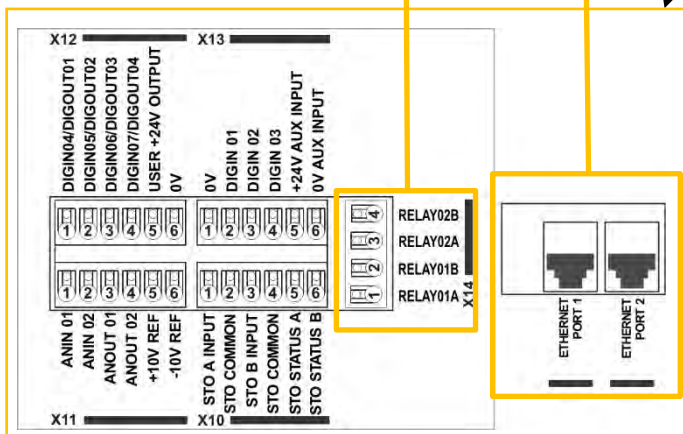 X12
X13
DIGIN04/DIGOUT01
DIGIN05/DIGOUT02
DIGIN06/DIGOUT03
DIGIN07/DIGOUT04
USER +24V OUTPUT
0V
0V
DIGIN 01
DIGIN 02
DIGIN 03
+24V AUX INPUT
0V AUX INPUT
1 2 3 4 5 6
1 2 3 4 5 6
1 2 3 4 5 6
1 2 3 4 5 6
4 RELAY02B
3 RELAY02A
2 RELAY01B
1 RELAY01A
X14
ANIN 01
ANIN 02
ANOUT 01
ANOUT 02
+10V REF
-10V REF
STO A INPUT
STO COMMON
STO B INPUT
STO COMMON
STO STATUS A
STO STATUS B
X11
X10
ETHERNET
PORT 1
ETHERNET
PORT 2